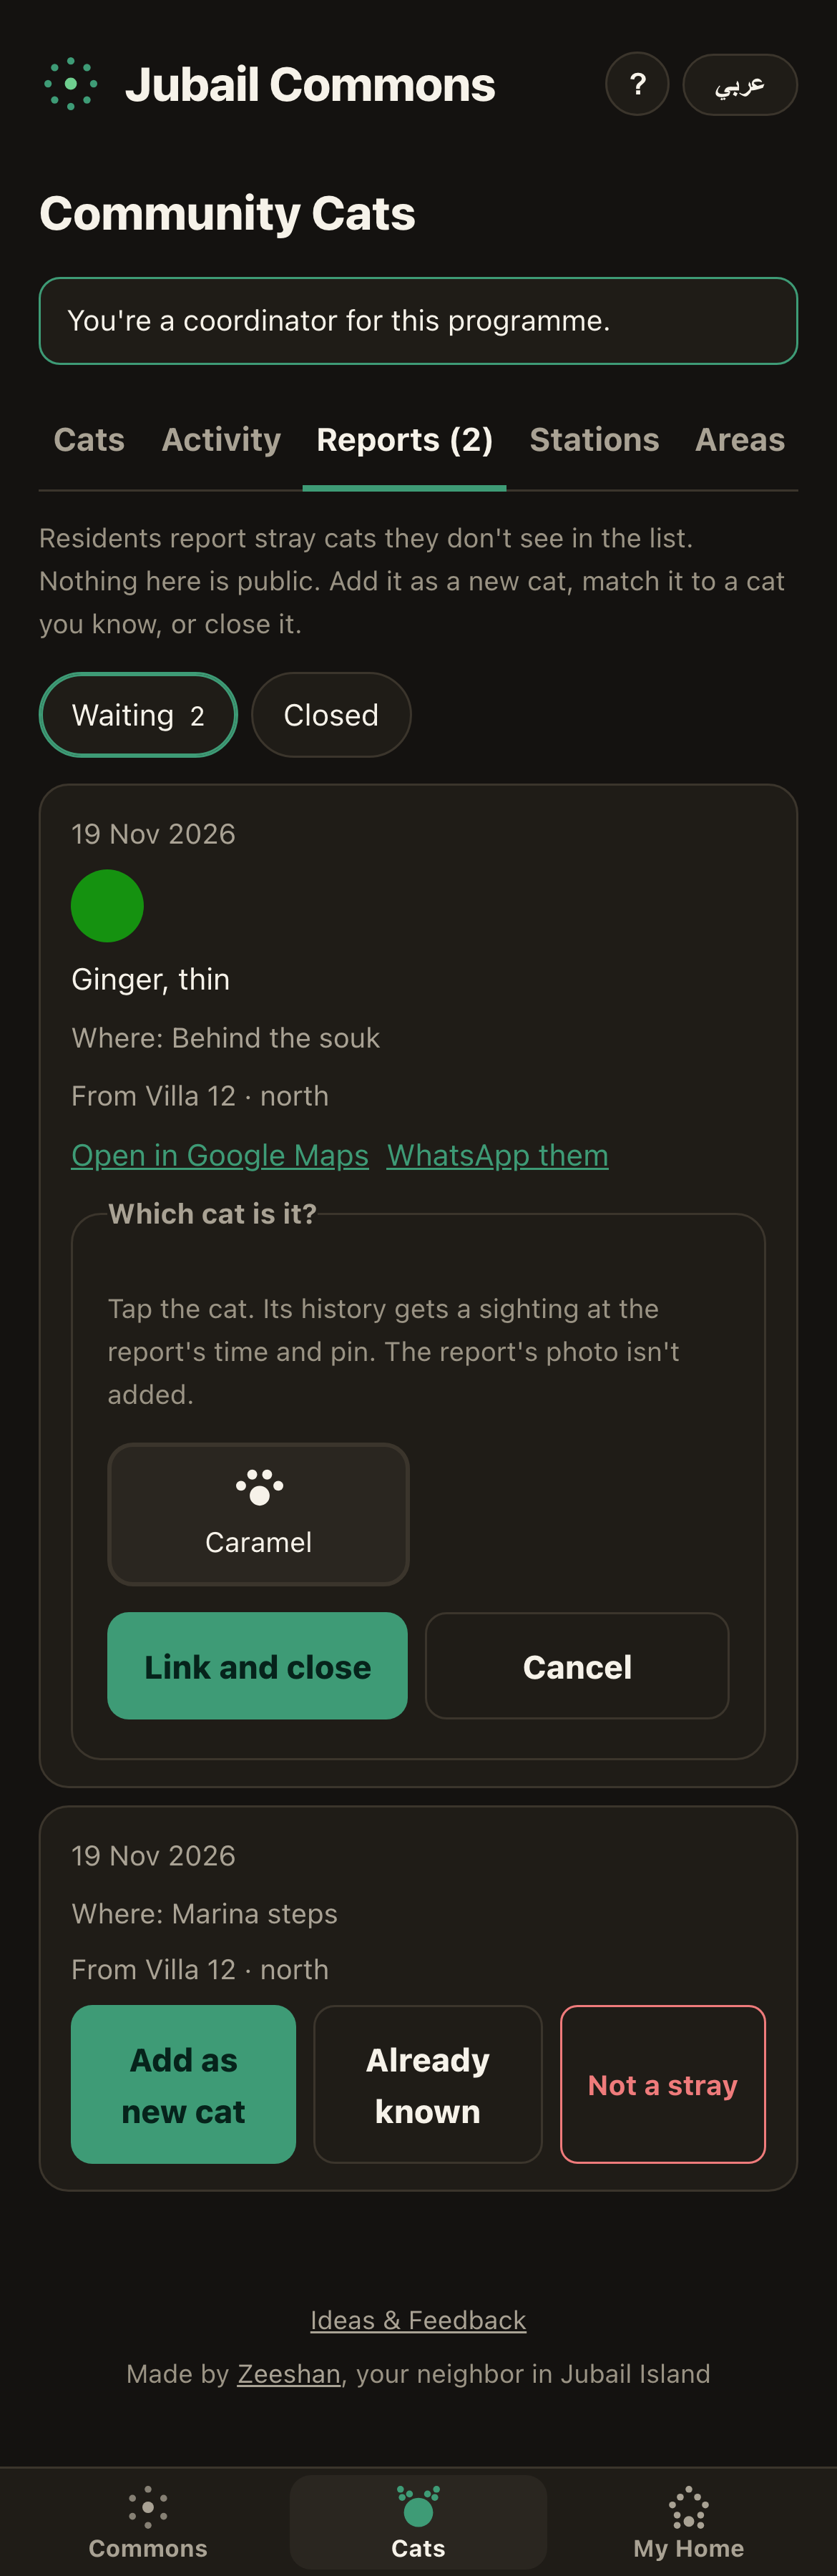 Jubail Commons
?
عربي
Community Cats
You're a coordinator for this programme.
Cats
Activity
Reports (2)
Stations
Areas
Residents report stray cats they don't see in the list.
Nothing here is public. Add it as a new cat, match it to a cat
you know, or close it.
Waiting 2
Closed
19 Nov 2026
Ginger, thin
Where: Behind the souk
From Villa 12 · north
Open in Google Maps
WhatsApp them
Which cat is it?
Tap the cat. Its history gets a sighting at the
report's time and pin. The report's photo isn't
added.
Caramel
Link and close
Cancel
19 Nov 2026
Where: Marina steps
From Villa 12 · north
Add as
new cat
Already
known
Not a stray
Ideas & Feedback
Made by Zeeshan, your neighbor in Jubail Island
Commons
Cats
My Home